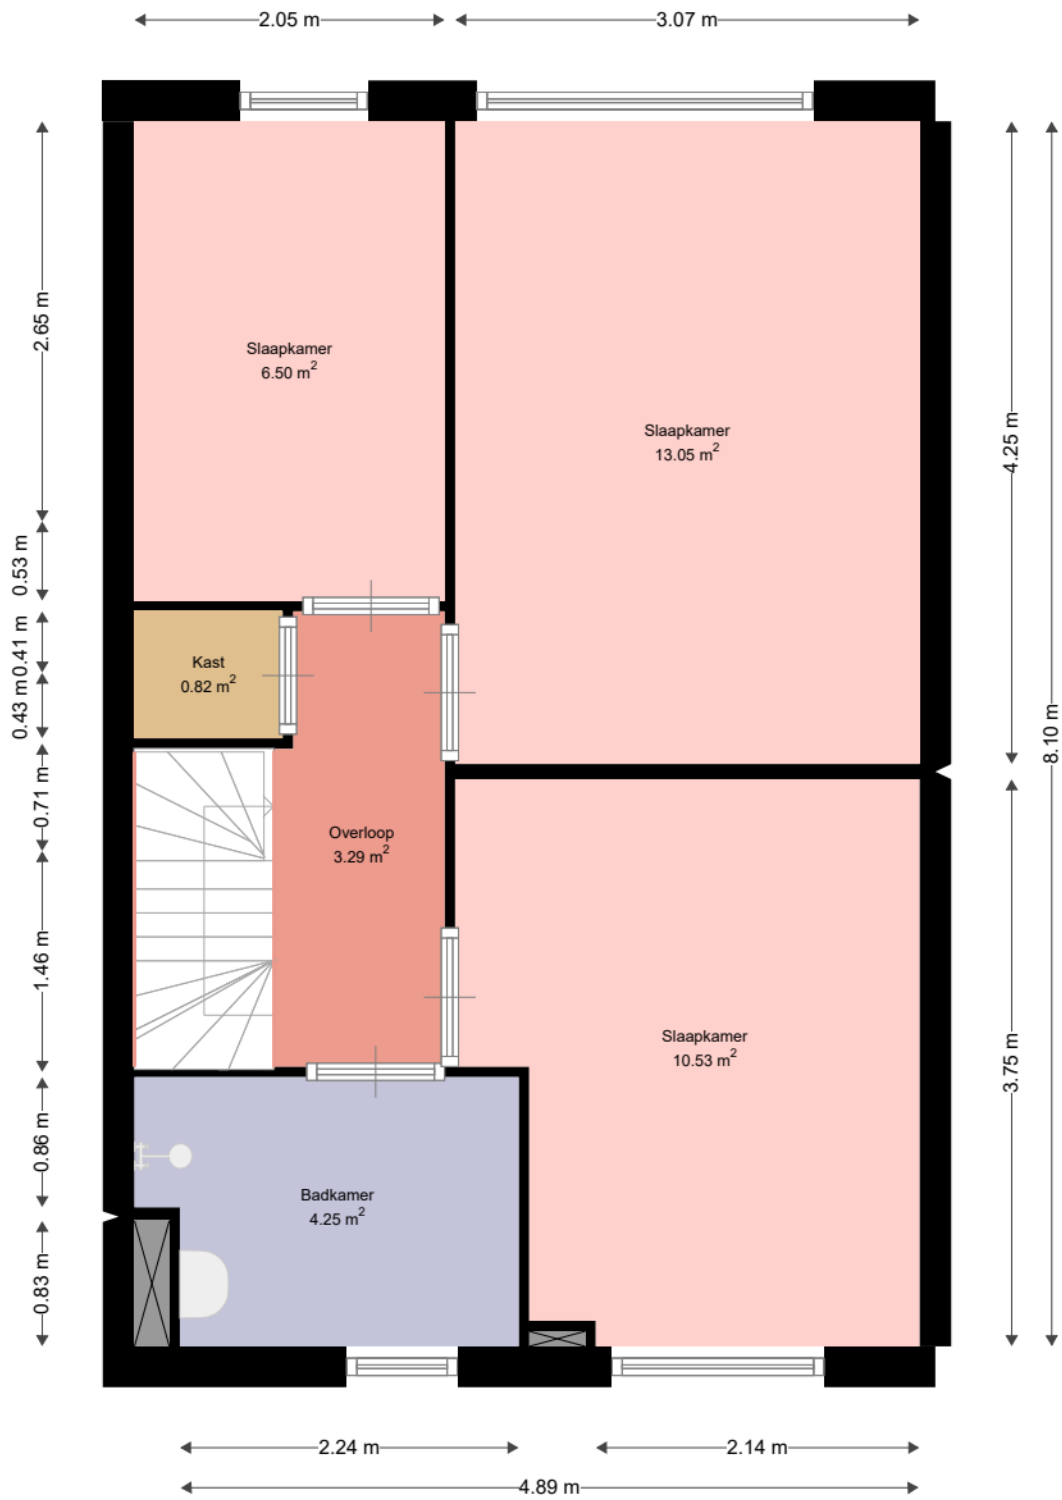 2.05 m
3.07 m
2.65 m
Slaapkamer
6.50 m²
Slaapkamer
13.05 m²
4.25 m
0.53 m
0.41 m
0.43 m
Kast
0.82 m²
8.10 m
0.71 m
Overloop
3.29 m²
1.46 m
Slaapkamer
10.53 m²
3.75 m
0.86 m
Badkamer
4.25 m²
0.83 m
2.24 m
2.14 m
4.89 m